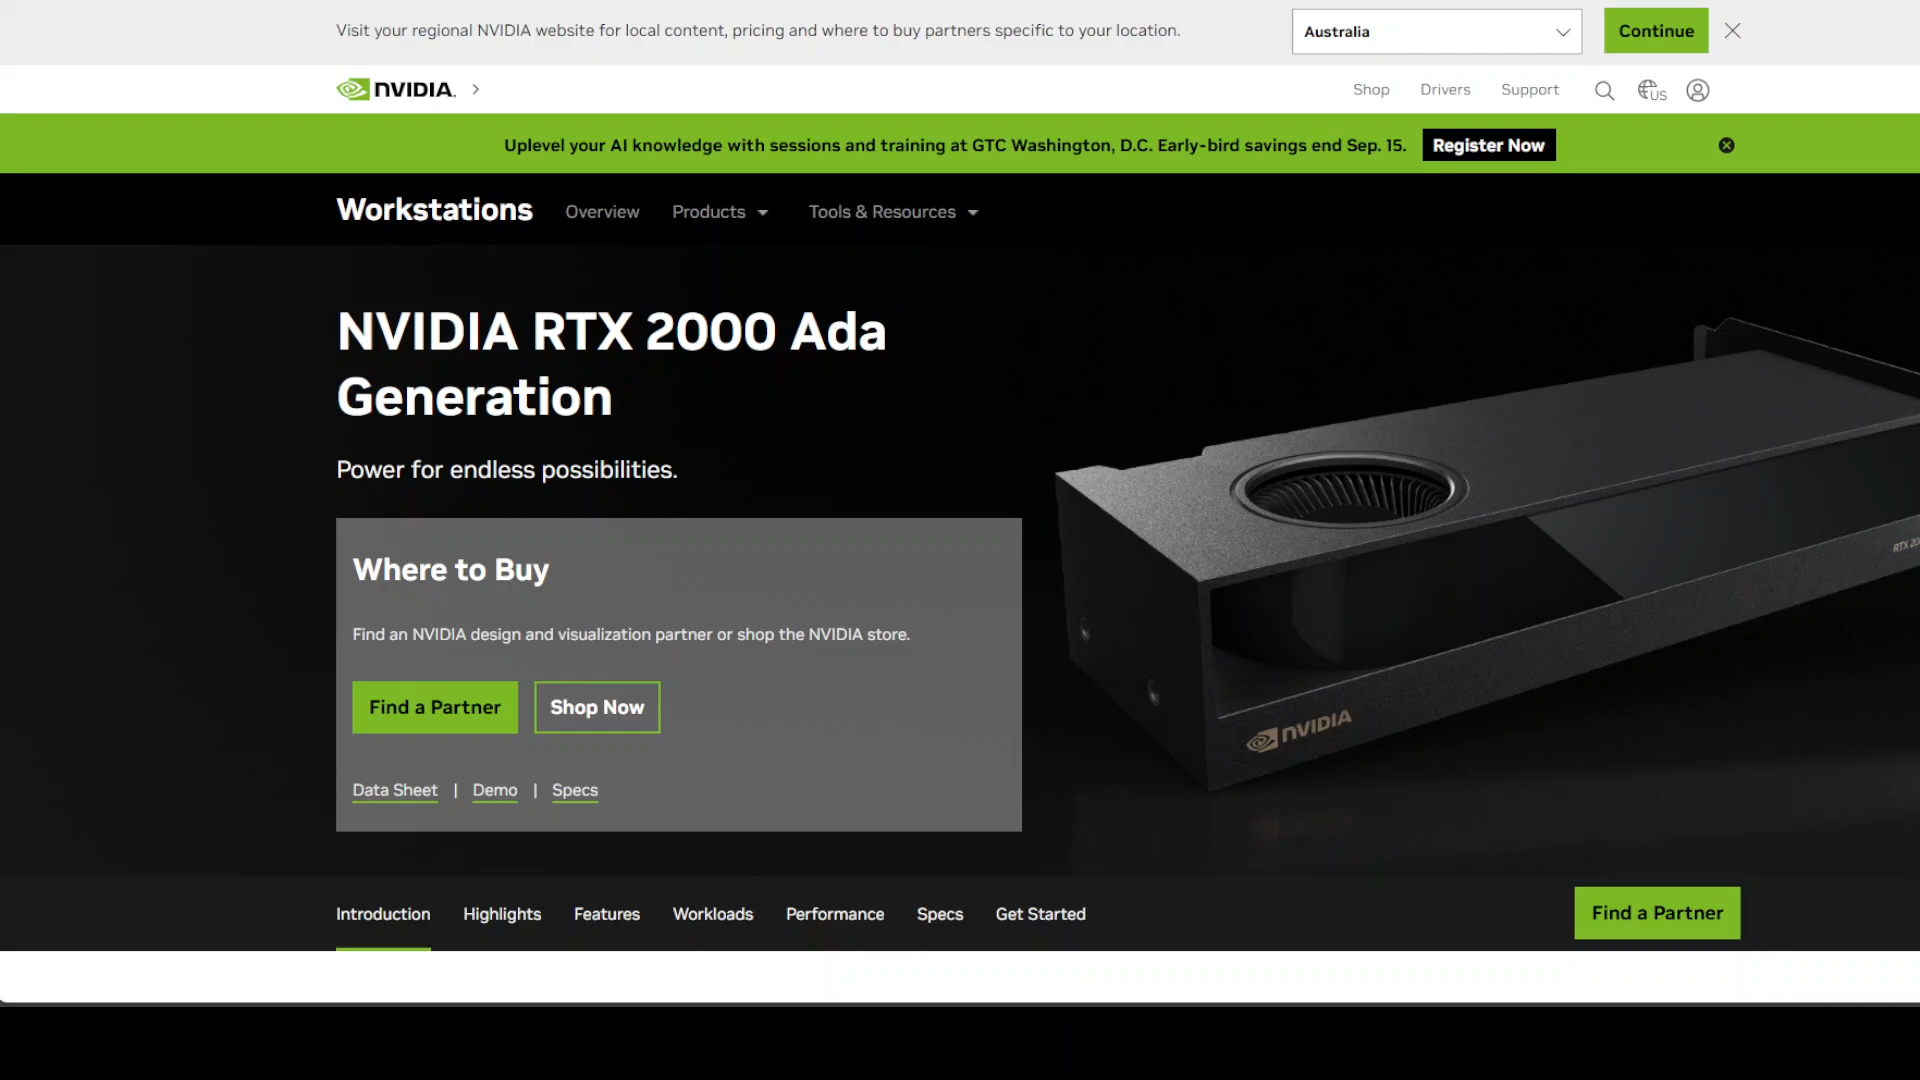 Visit your regional NVIDIA website for local content, pricing and where to buy partners specific to your location.
Australia
Continue
NVIDIA.
Shop
Drivers
Support
US
Uplevel your AI knowledge with sessions and training at GTC Washington, D.C. Early-bird savings end Sep. 15.
Register Now
Workstations
Overview
Products
Tools & Resources
NVIDIA RTX 2000 Ada
Generation
Power for endless possibilities.
Where to Buy
Find an NVIDIA design and visualization partner or shop the NVIDIA store.
Find a Partner
Shop Now
Data Sheet | Demo | Specs
NVIDIA
RTX 20
Introduction
Highlights
Features
Workloads
Performance
Specs
Get Started
Find a Partner